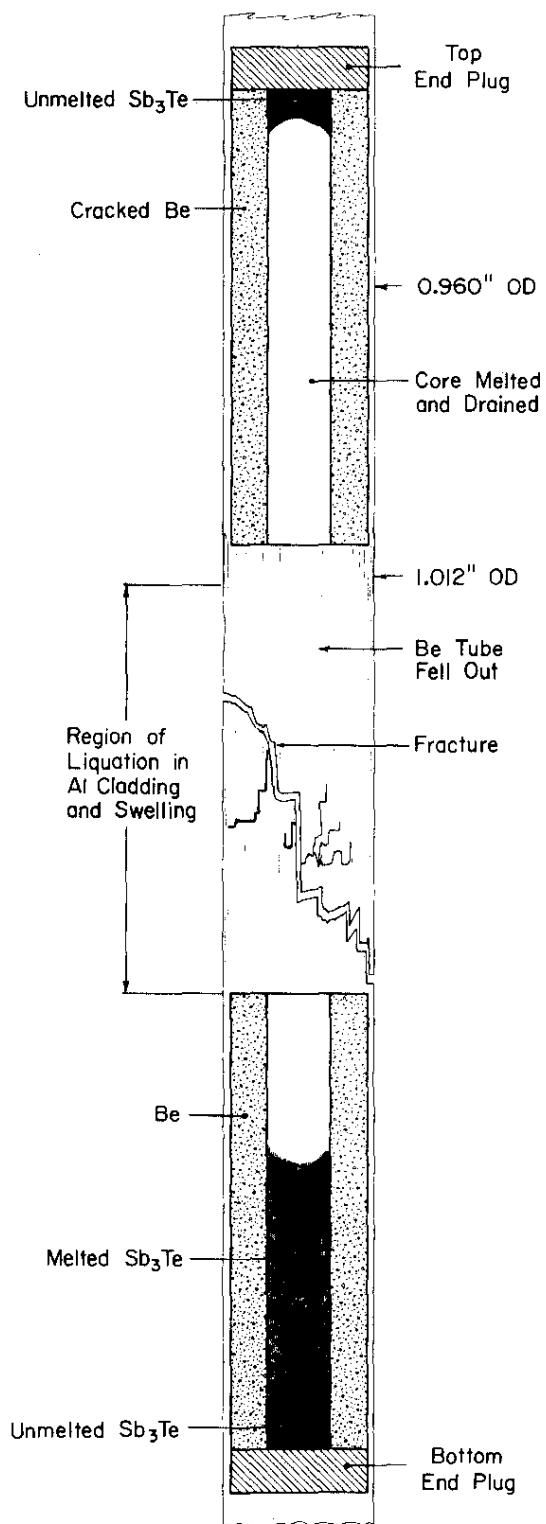 Top
End Plug
Unmelted Sb₃Te
Cracked Be
0.960" OD
Core Melted
and Drained
1.012" OD
Be Tube
Fell Out
Fracture
Region of
Liquation in
Al Cladding
and Swelling
Be
Melted Sb₃Te
Unmelted Sb₃Te
Bottom
End Plug